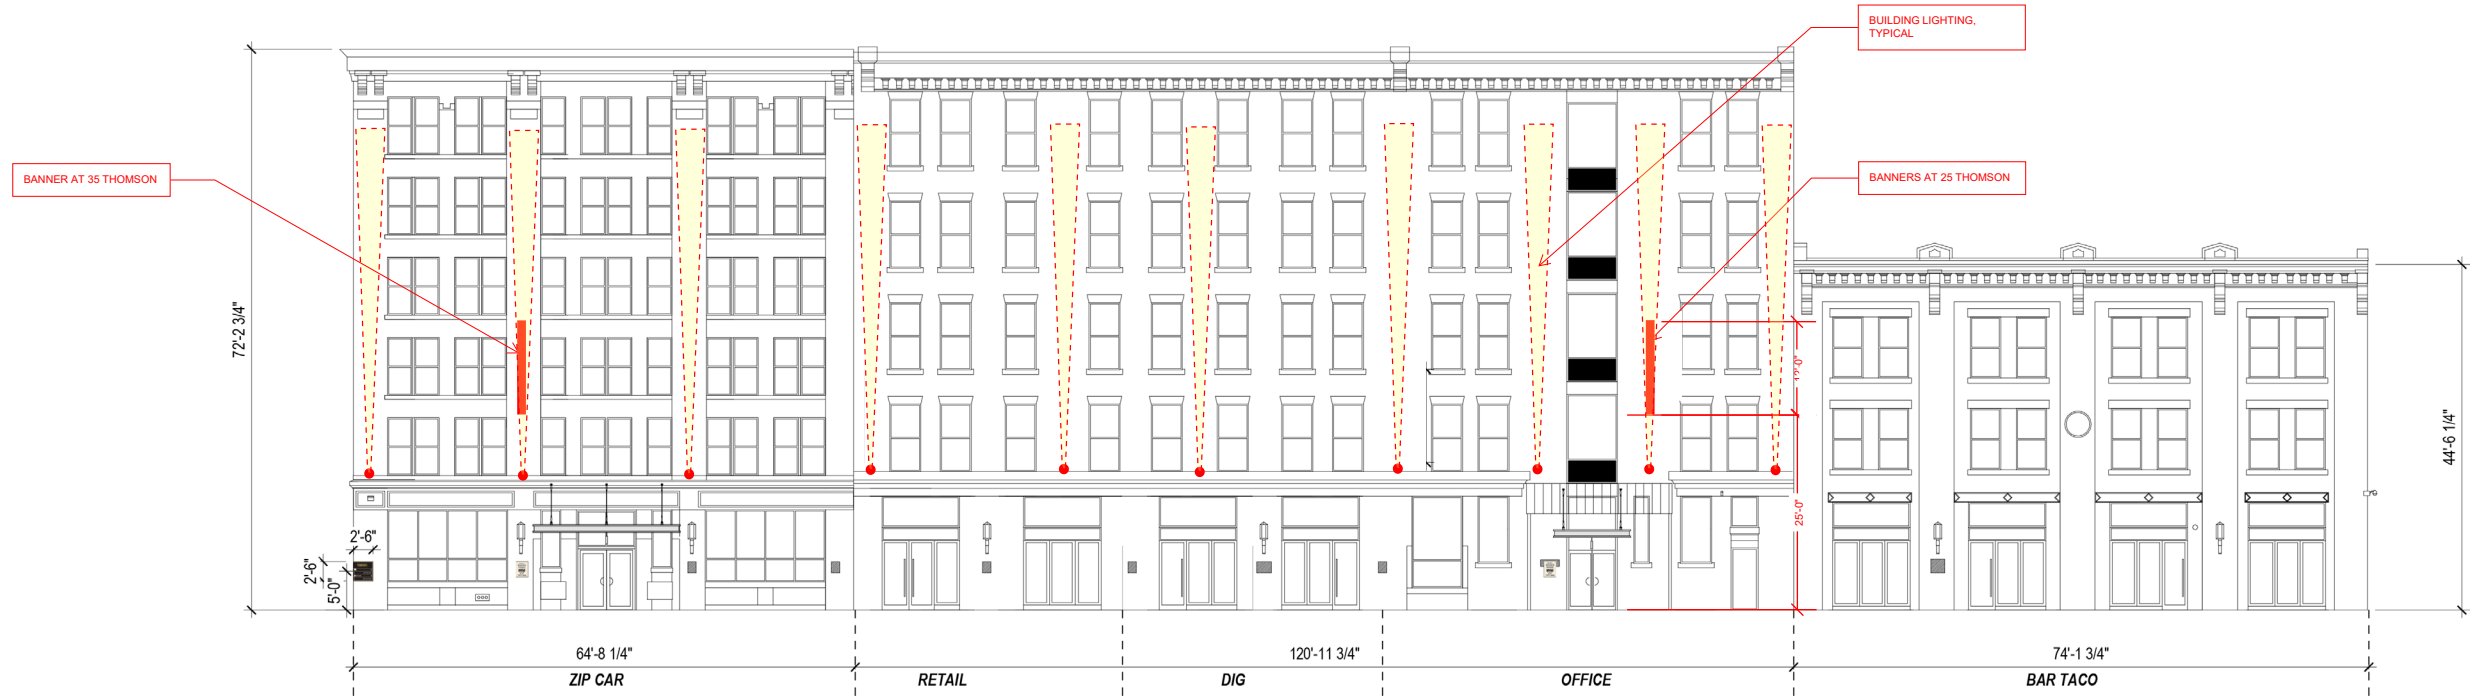 BUILDING LIGHTING,
TYPICAL
BANNER AT 35 THOMSON
BANNERS AT 25 THOMSON
72'-2 3/4"
12'-0"
25'-0"
44'-6 1/4"
2'-6"
2'-6"
5'-0"
64'-8 1/4"
120'-11 3/4"
74'-1 3/4"
ZIP CAR
RETAIL
DIG
OFFICE
BAR TACO